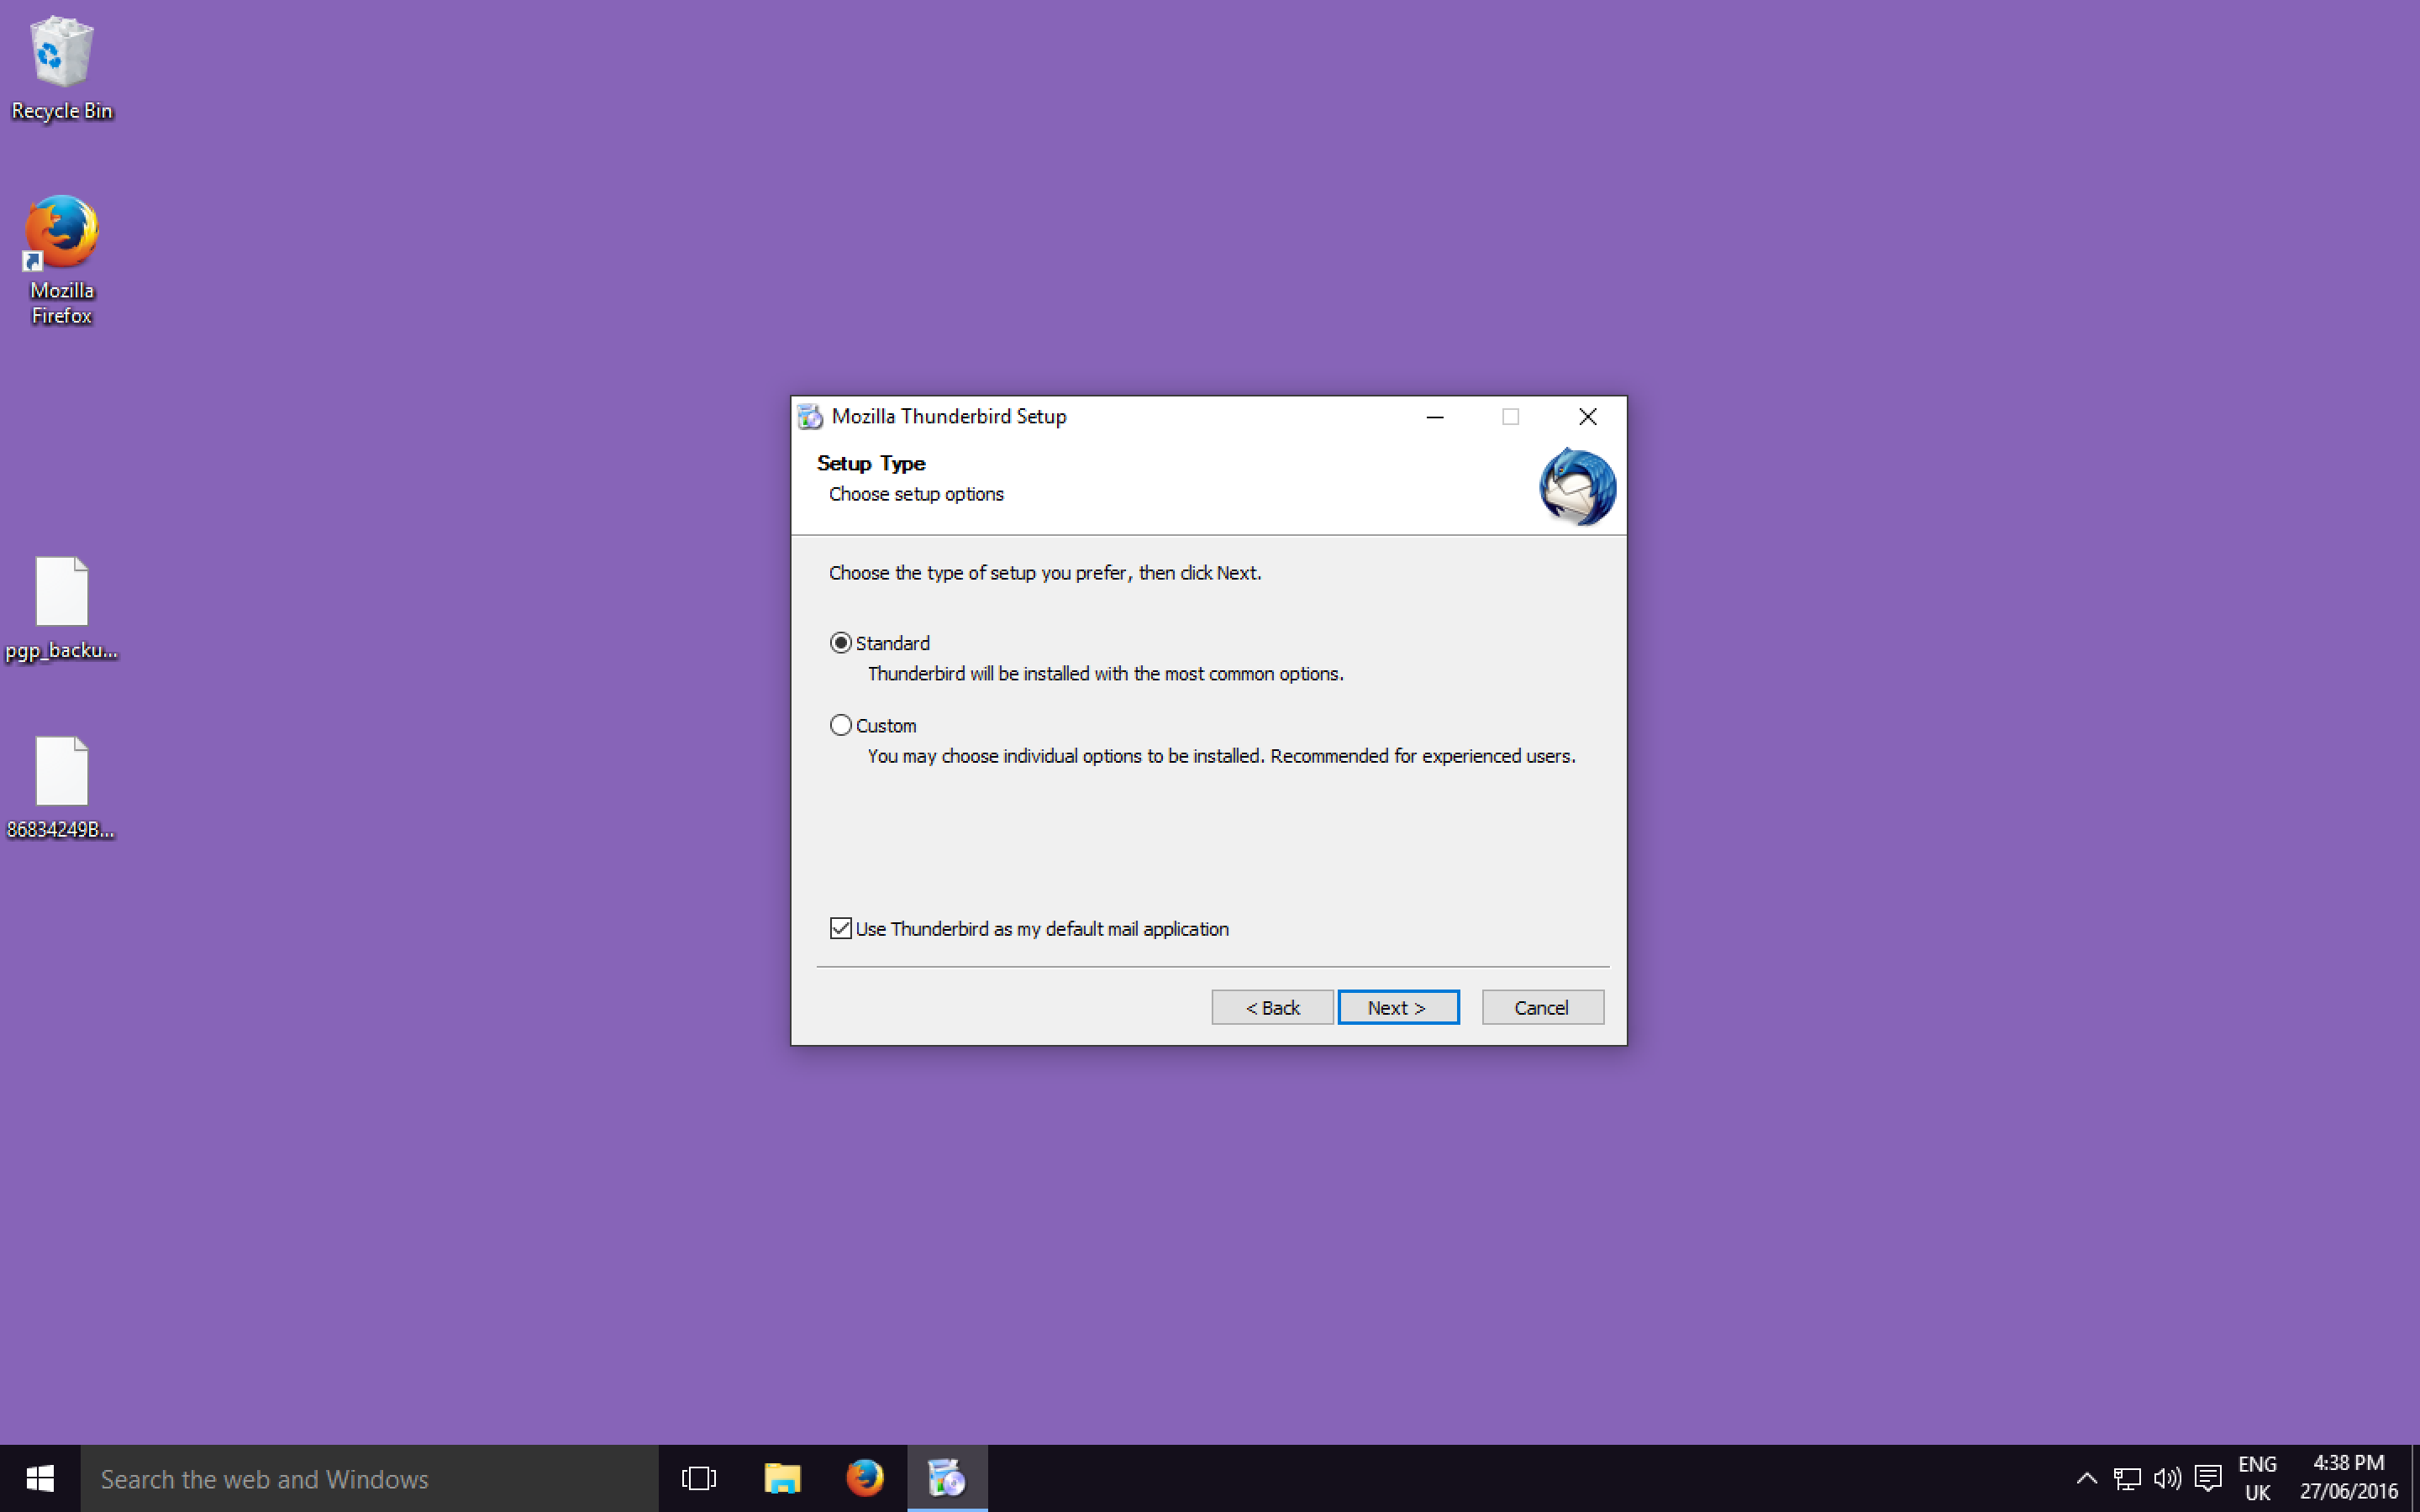 Recycle Bin
Mozilla
Firefox
pgp_backu...
86834249B...
Mozilla Thunderbird Setup
Setup Type
Choose setup options
Choose the type of setup you prefer, then click Next.
Standard
Thunderbird will be installed with the most common options.
Custom
You may choose individual options to be installed. Recommended for experienced users.
Use Thunderbird as my default mail application
< Back
Next >
Cancel
Search the web and Windows
ENG
UK
4:38 PM
27/06/2016